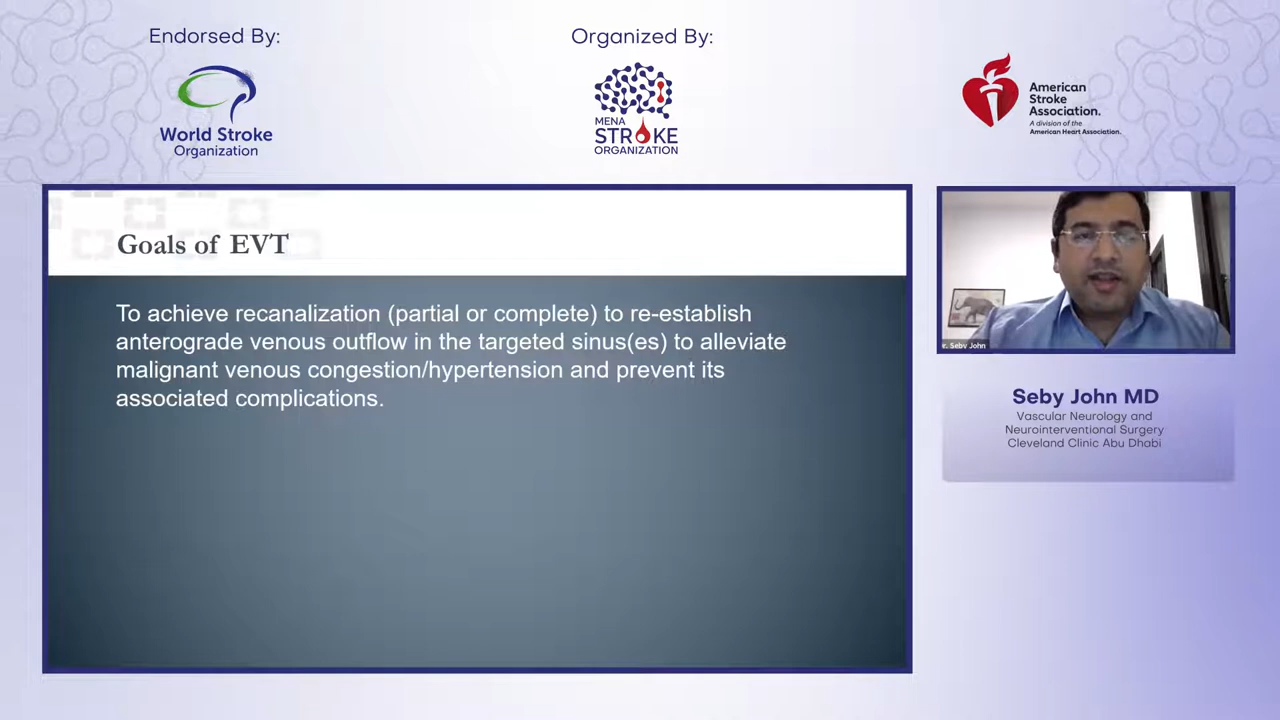 Endorsed By:
World Stroke
Organization
Organized By:
MENA
STROKE
ORGANIZATION
American
Stroke
Association.
A division of the
American Heart Association.
Goals of EVT
To achieve recanalization (partial or complete) to re-establish
anterograde venous outflow in the targeted sinus(es) to alleviate
malignant venous congestion/hypertension and prevent its
associated complications.
r. Seby John
Seby John MD
Vascular Neurology and
Neurointerventional Surgery
Cleveland Clinic Abu Dhabi